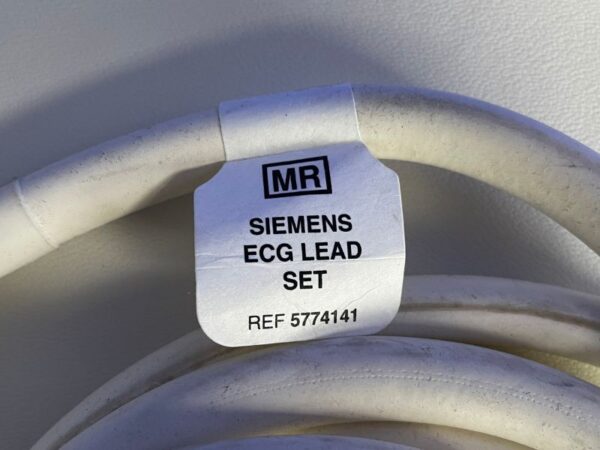 MR
SIEMENS
ECG LEAD
SET
REF 5774141